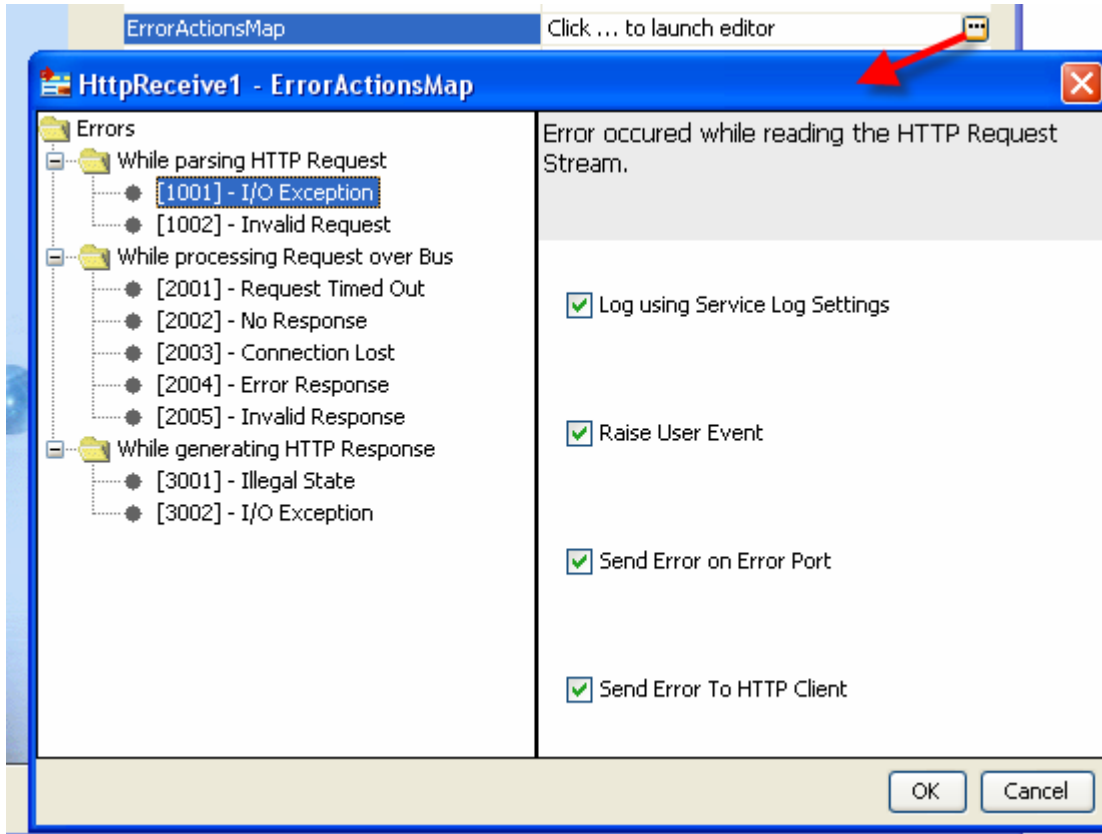 ErrorActionsMap Click ... to launch editor
HttpReceive1 - ErrorActionsMap
Errors
While parsing HTTP Request
[1001] - I/O Exception
[1002] - Invalid Request
While processing Request over Bus
[2001] - Request Timed Out
[2002] - No Response
[2003] - Connection Lost
[2004] - Error Response
[2005] - Invalid Response
While generating HTTP Response
[3001] - Illegal State
[3002] - I/O Exception
Error occured while reading the HTTP Request
Stream.
Log using Service Log Settings
Raise User Event
Send Error on Error Port
Send Error To HTTP Client
OK Cancel